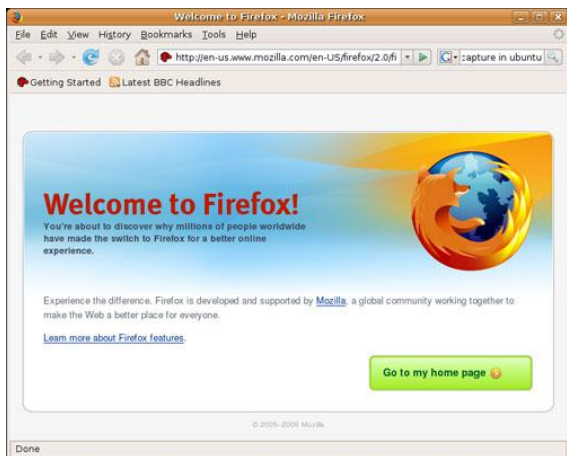 Welcome to Firefox - Mozilla Firefox
File Edit View History Bookmarks Tools Help
http://en-us.www.mozilla.com/en-US/firefox/2.0/fi
capture in ubuntu
Getting Started Latest BBC Headlines
Welcome to Firefox!
You're about to discover why millions of people worldwide
have made the switch to Firefox for a better online
experience.
Experience the difference. Firefox is developed and supported by Mozilla, a global community working together to
make the Web a better place for everyone.
Learn more about Firefox features.
Go to my home page
© 2005-2006 Mozilla
Done